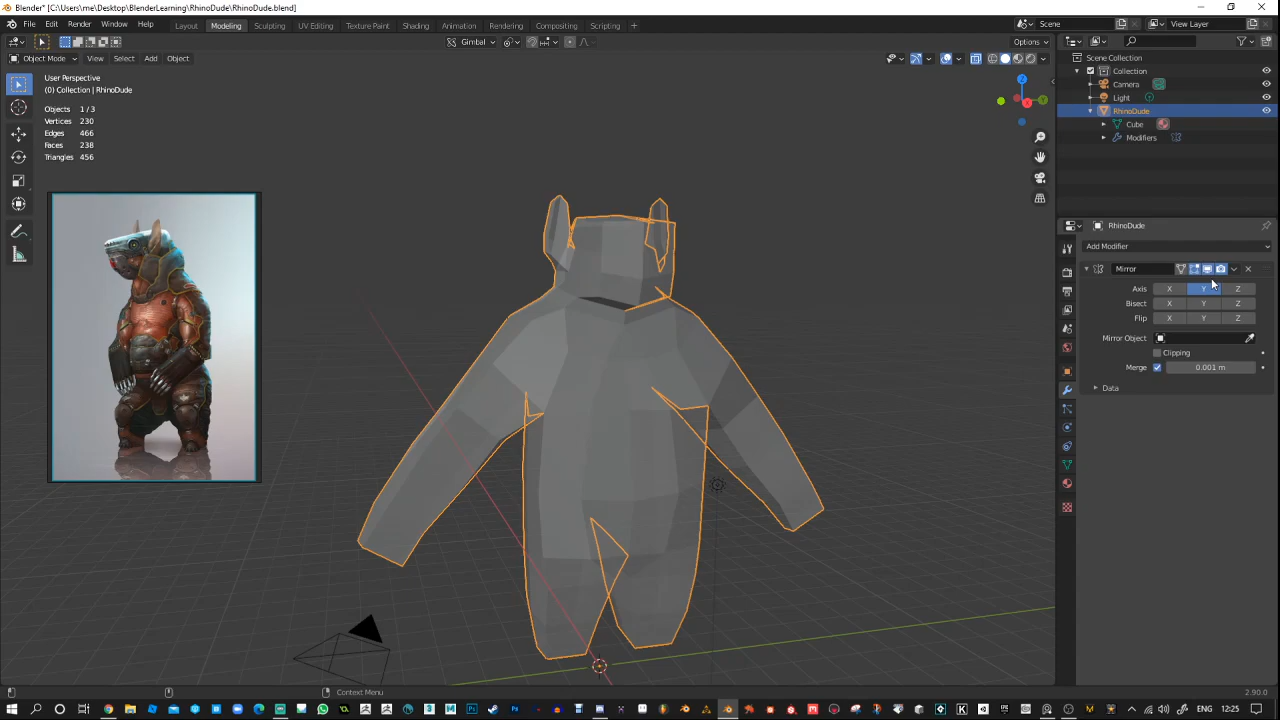 Blender* [C:\Users\me\Desktop\BlenderLearning\RhinoDude\RhinoDude.blend]
File Edit Render Window Help Layout Modeling Sculpting UV Editing Texture Paint Shading Animation Rendering Compositing Scripting + Scene View Layer
Gimbal Options
Object Mode View Select Add Object
User Perspective
(0) Collection | RhinoDude
Objects 1 / 3
Vertices 230
Edges 466
Faces 238
Triangles 456
Z
X
Y
Scene Collection
Collection
Camera
Light
RhinoDude
Cube
Modifiers
RhinoDude
Add Modifier
Mirror
Axis X Y Z
Bisect X Y Z
Flip X Y Z
Mirror Object
Clipping
Merge 0.001 m
Data
Context Menu
2.90.0
ENG 12:25